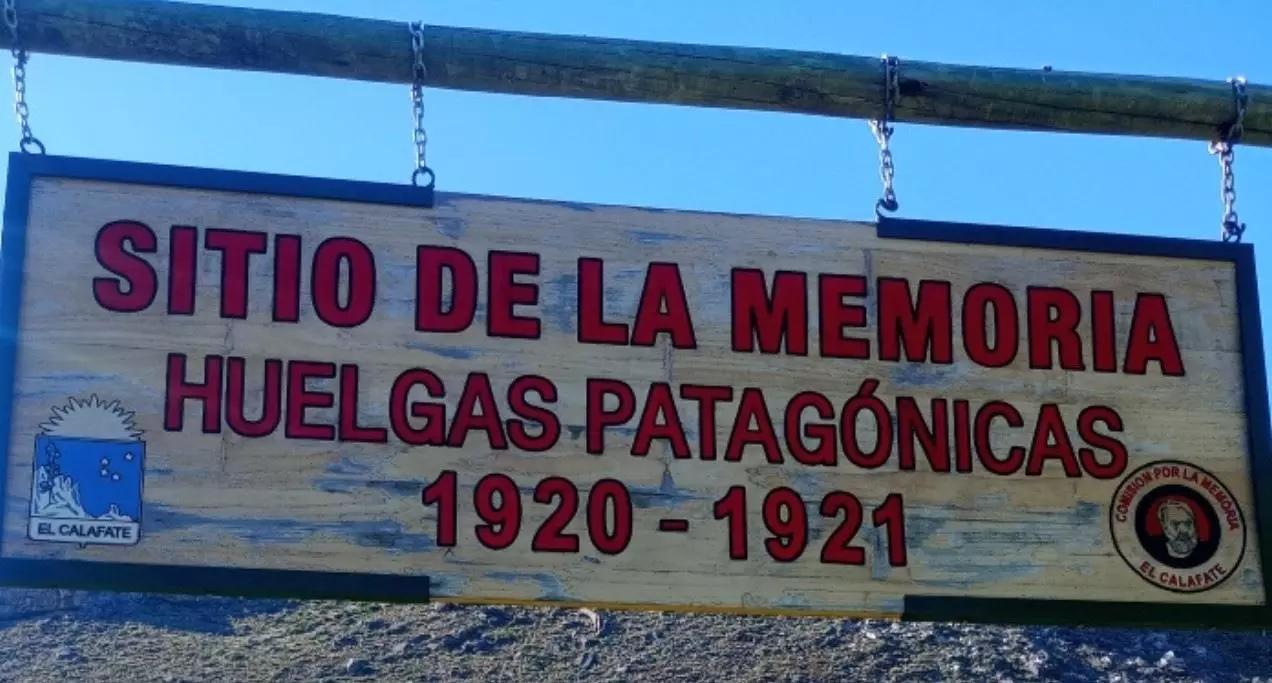 SITIO DE LA MEMORIA
HUELGAS PATAGÓNICAS
1920 - 1921
EL CALAFATE
COMISION POR LA MEMORIA
EL CALAFATE